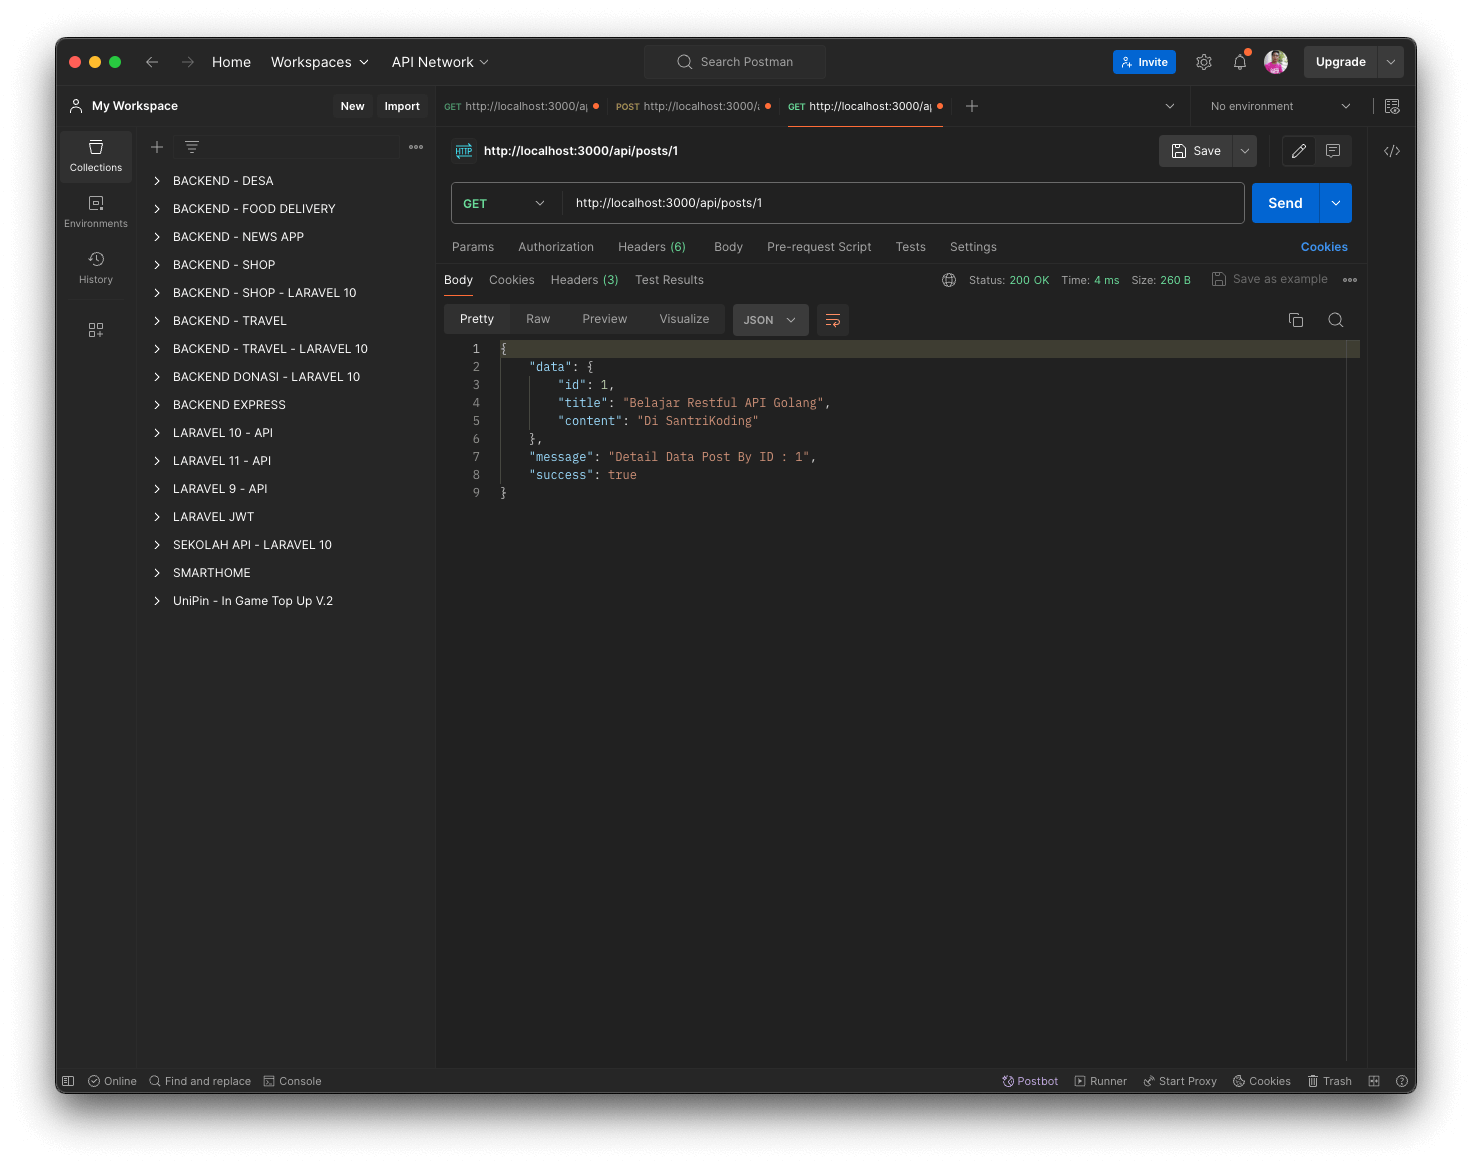 Home Workspaces API Network Search Postman Invite Upgrade
My Workspace New Import GET http://localhost:3000/a POST http://localhost:3000/ GET http://localhost:3000/a No environment
Collections
Environments
History
BACKEND - DESA
BACKEND - FOOD DELIVERY
BACKEND - NEWS APP
BACKEND - SHOP
BACKEND - SHOP - LARAVEL 10
BACKEND - TRAVEL
BACKEND - TRAVEL - LARAVEL 10
BACKEND DONASI - LARAVEL 10
BACKEND EXPRESS
LARAVEL 10 - API
LARAVEL 11 - API
LARAVEL 9 - API
LARAVEL JWT
SEKOLAH API - LARAVEL 10
SMARTHOME
UniPin - In Game Top Up V.2
HTTP http://localhost:3000/api/posts/1 Save
GET http://localhost:3000/api/posts/1 Send
Params Authorization Headers (6) Body Pre-request Script Tests Settings Cookies
Body Cookies Headers (3) Test Results Status: 200 OK Time: 4 ms Size: 260 B Save as example
Pretty Raw Preview Visualize JSON
1 {
2 "data": {
3 "id": 1,
4 "title": "Belajar Restful API Golang",
5 "content": "Di SantriKoding"
6 },
7 "message": "Detail Data Post By ID : 1",
8 "success": true
9 }
Online Find and replace Console Postbot Runner Start Proxy Cookies Trash